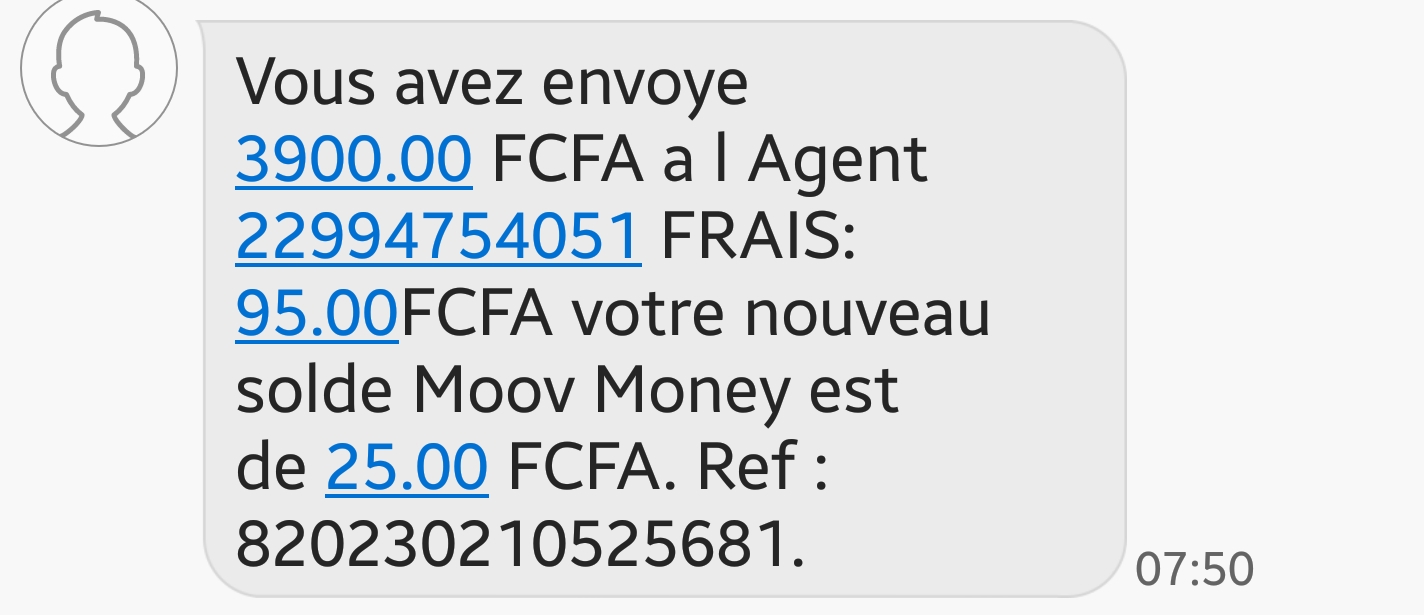 Vous avez envoye
3900.00 FCFA a l Agent
22994754051 FRAIS:
95.00FCFA votre nouveau
solde Moov Money est
de 25.00 FCFA. Ref :
820230210525681.
07:50